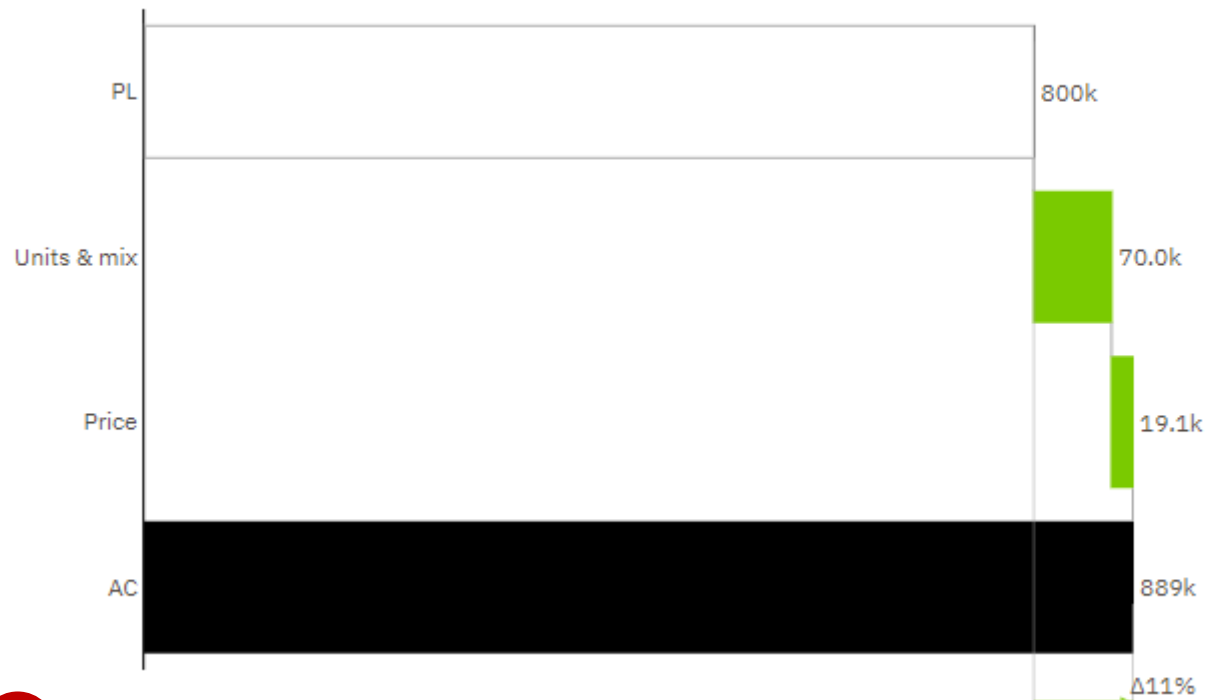 PL
800k
Units & mix
70.0k
Price
19.1k
AC
889k
Δ11%